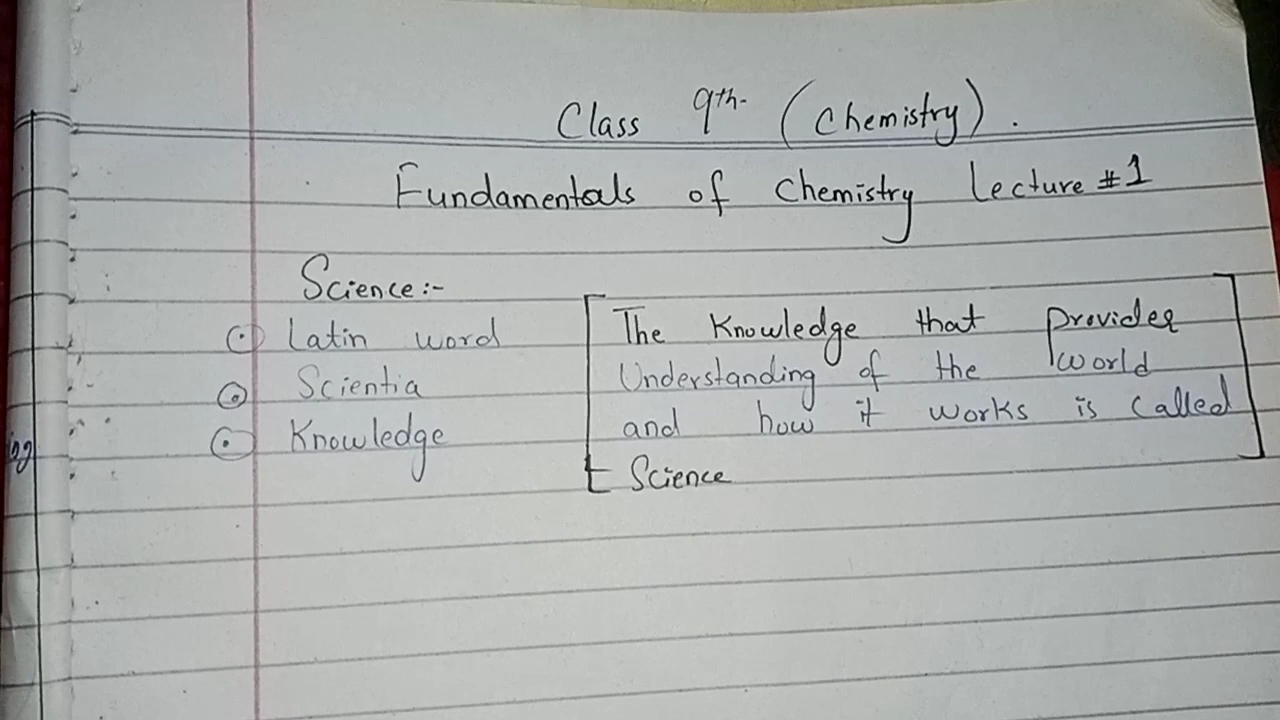 Class 9th. (Chemistry).
Fundamentals of Chemistry Lecture #1
Science:-
Latin word
Scientia
Knowledge
The Knowledge that provides
Understanding of the world
and how it works is called
Science